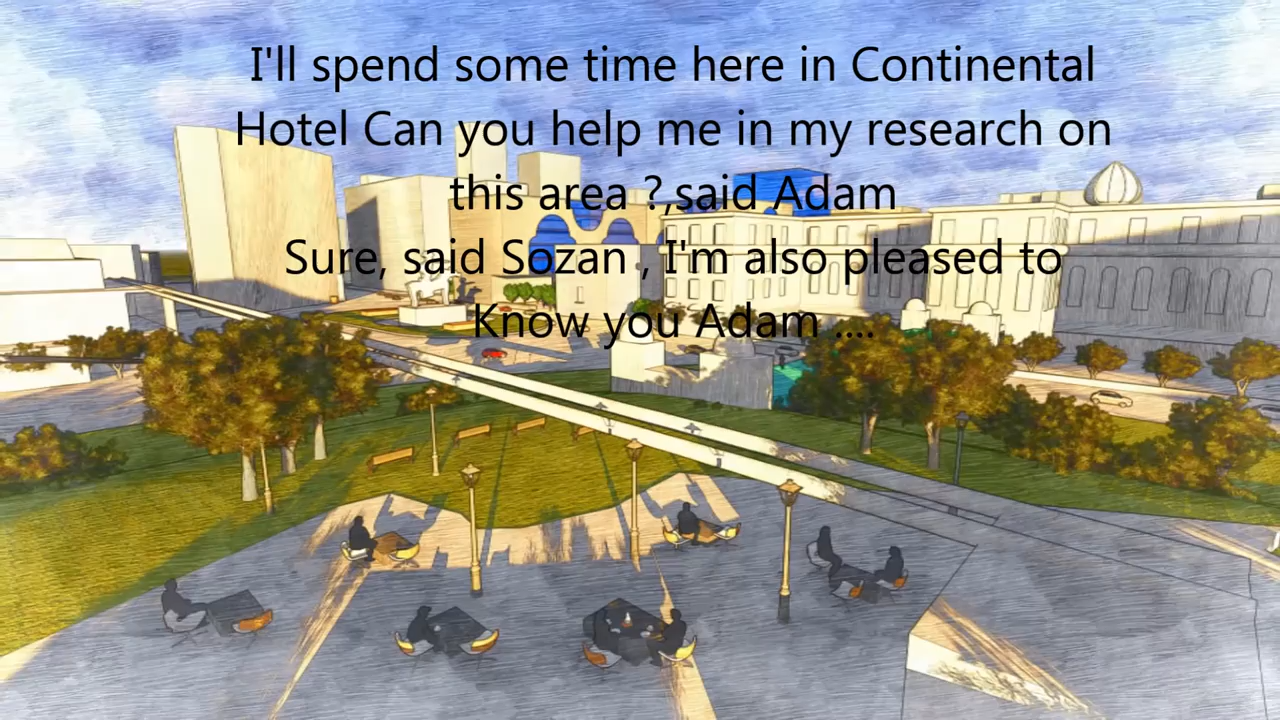 I'll spend some time here in Continental
Hotel Can you help me in my research on
this area ?,said Adam
Sure, said Sozan , I'm also pleased to
Know you Adam ....